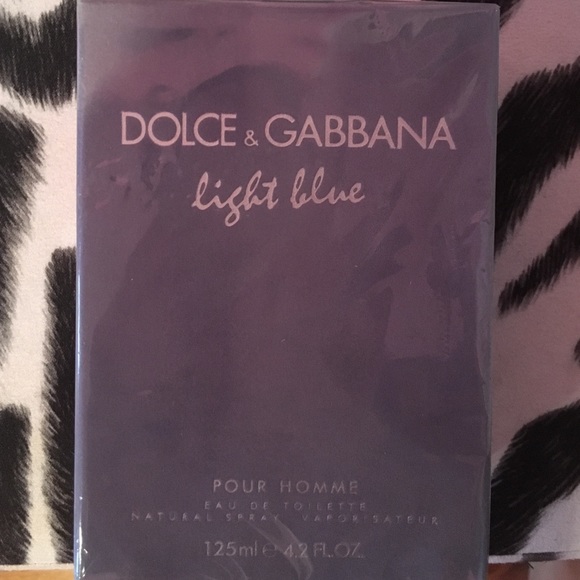 DOLCE & GABBANA
light blue
POUR HOMME
EAU DE TOILETTE
NATURAL SPRAY VAPORISATEUR
125ml e 4.2 FL.OZ.